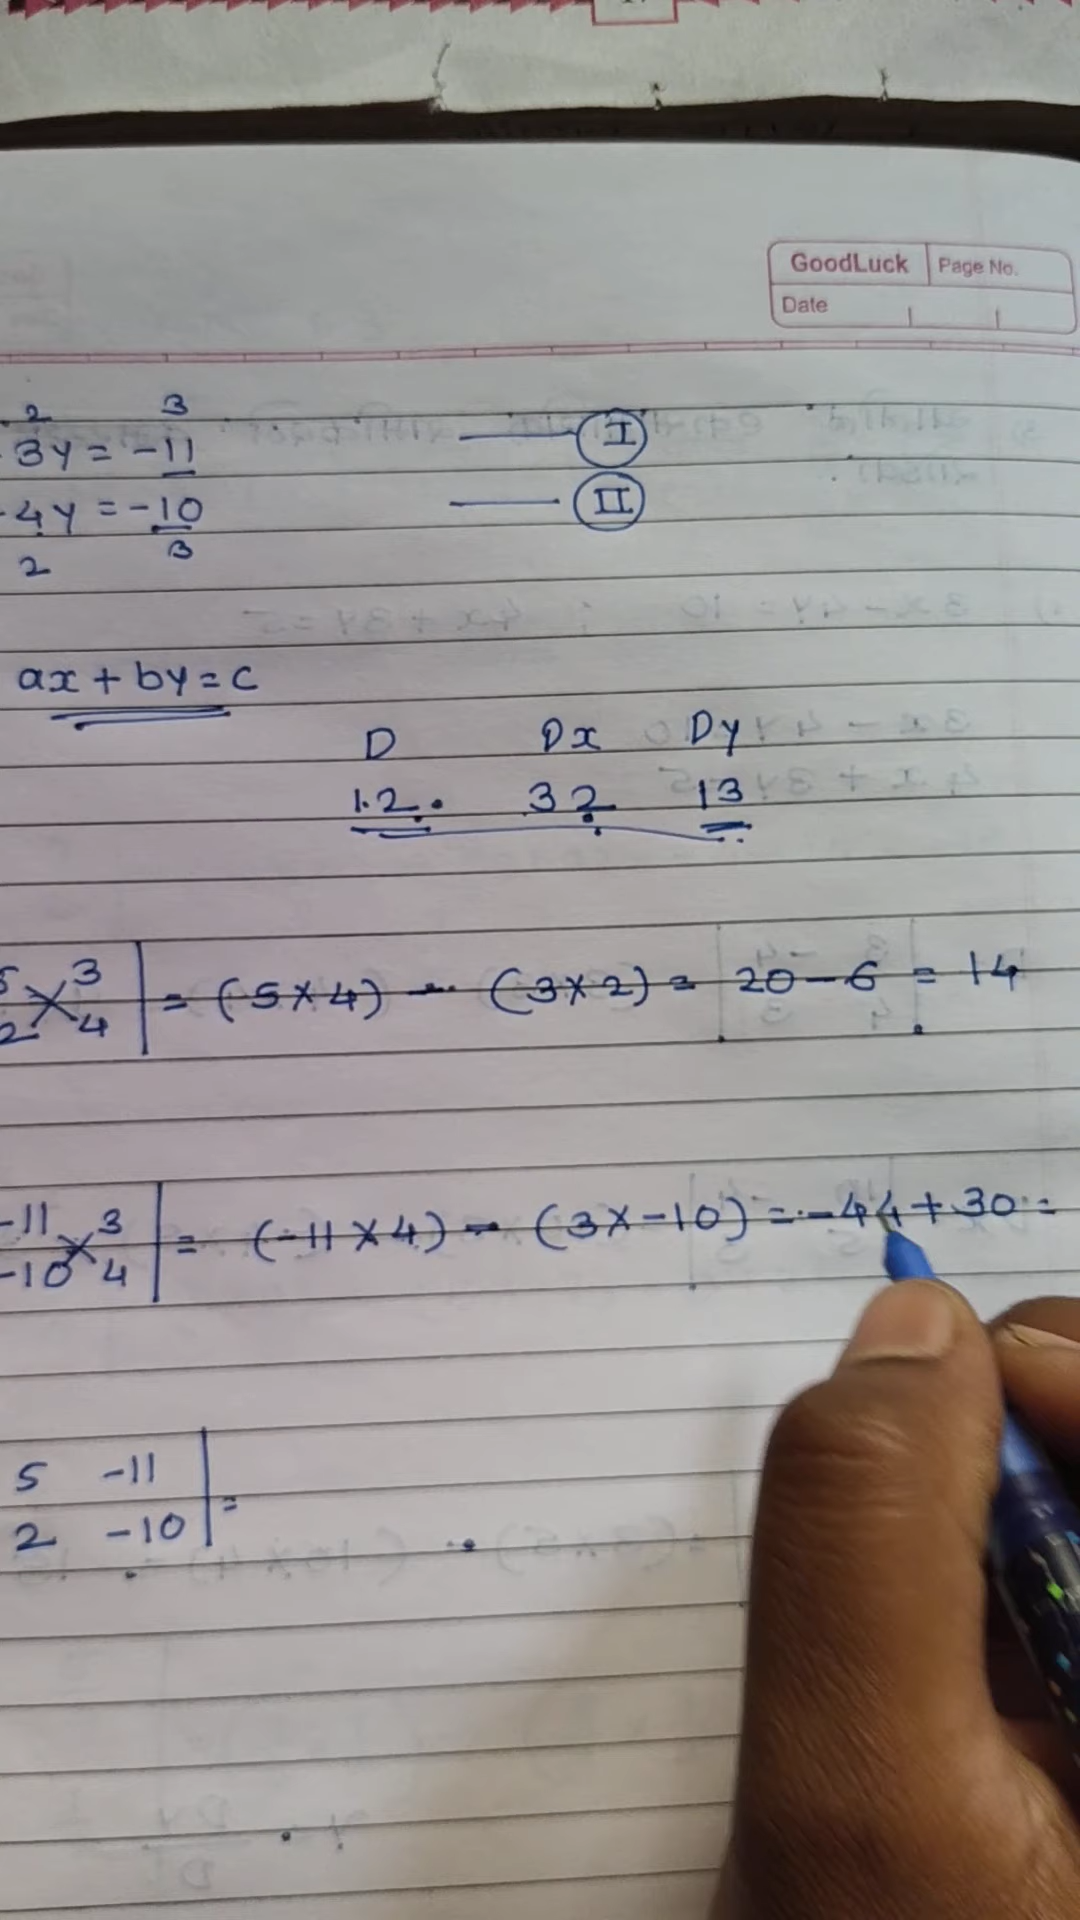 GoodLuck Page No.
Date
2 3
3y = -11 I
4y = -10 II
2 3
ax + by = c
D Dx Dy
12 32 13
5 3
2 4 = (5 × 4) - (3 × 2) = 20 - 6 = 14
-11 3
-10 4 = (-11 × 4) - (3 × -10) = -44 + 30 =
5 -11
2 -10 =